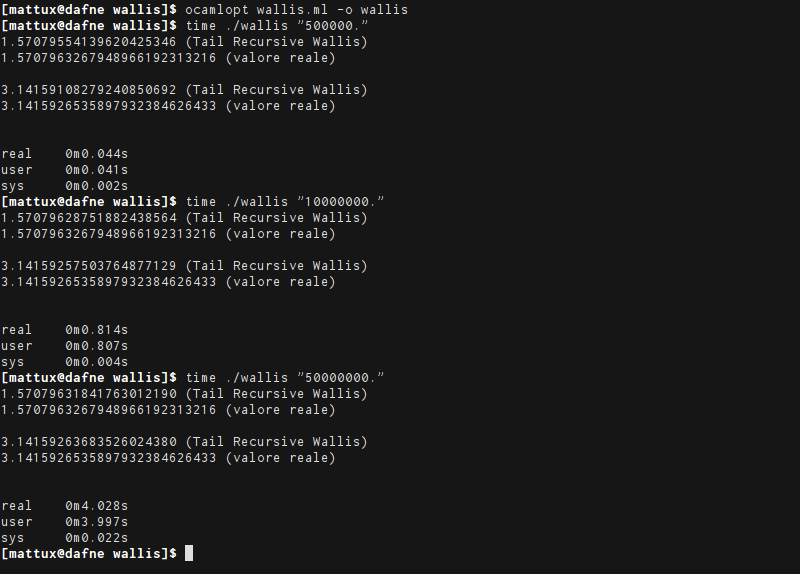 [mattux@dafne wallis]$ ocamlopt wallis.ml -o wallis
[mattux@dafne wallis]$ time ./wallis ”500000.”
1.57079554139620425346 (Tail Recursive Wallis)
1.5707963267948966192313216 (valore reale)
3.14159108279240850692 (Tail Recursive Wallis)
3.1415926535897932384626433 (valore reale)
real 0m0.044s
user 0m0.041s
sys 0m0.002s
[mattux@dafne wallis]$ time ./wallis ”10000000.”
1.57079628751882438564 (Tail Recursive Wallis)
1.5707963267948966192313216 (valore reale)
3.14159257503764877129 (Tail Recursive Wallis)
3.1415926535897932384626433 (valore reale)
real 0m0.814s
user 0m0.807s
sys 0m0.004s
[mattux@dafne wallis]$ time ./wallis ”50000000.”
1.57079631841763012190 (Tail Recursive Wallis)
1.5707963267948966192313216 (valore reale)
3.14159263683526024380 (Tail Recursive Wallis)
3.1415926535897932384626433 (valore reale)
real 0m4.028s
user 0m3.997s
sys 0m0.022s
[mattux@dafne wallis]$